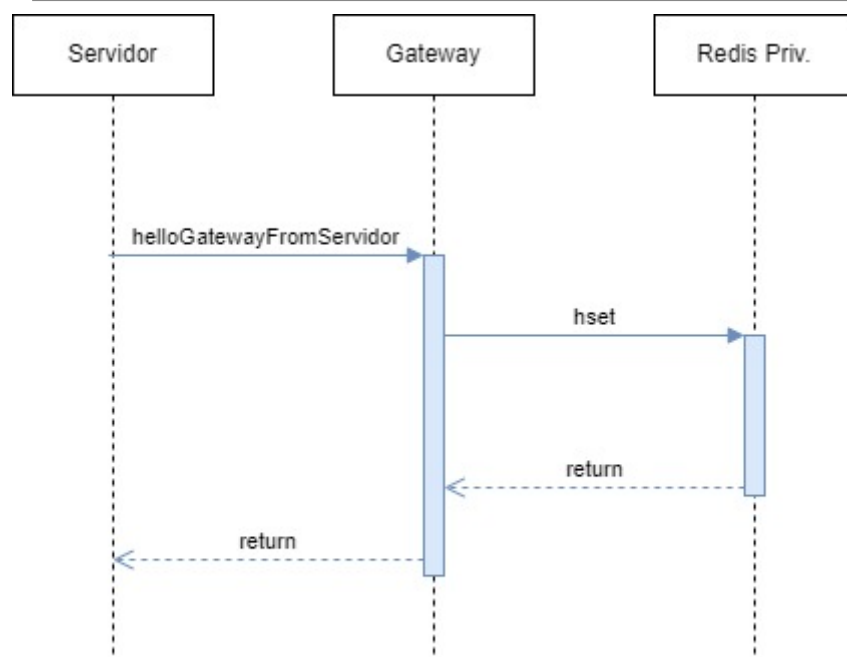 Servidor
Gateway
Redis Priv.
helloGatewayFromServidor
hset
return
return